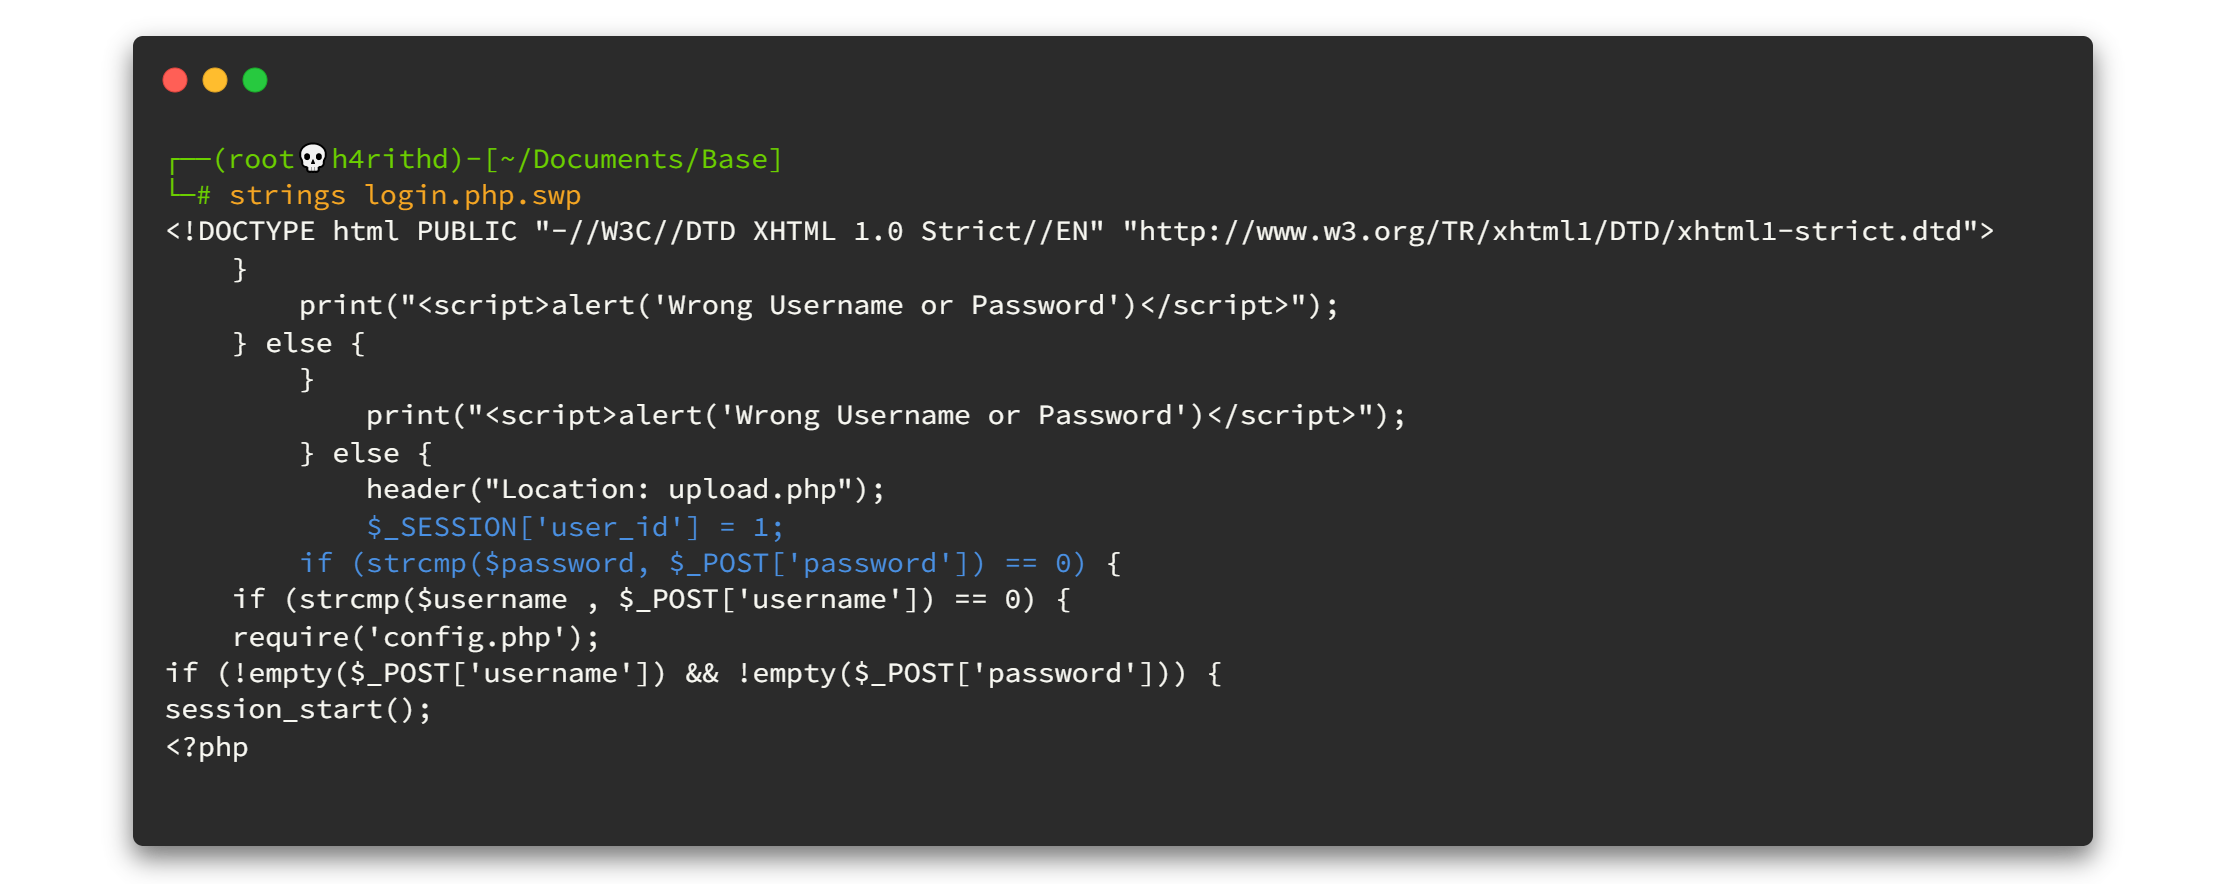 ┌──(root💀h4rithd)-[~/Documents/Base]
└─# strings login.php.swp
<!DOCTYPE html PUBLIC "-//W3C//DTD XHTML 1.0 Strict//EN" "http://www.w3.org/TR/xhtml1/DTD/xhtml1-strict.dtd">
    }
        print("<script>alert('Wrong Username or Password')</script>");
    } else {
        }
            print("<script>alert('Wrong Username or Password')</script>");
        } else {
            header("Location: upload.php");
            $_SESSION['user_id'] = 1;
        if (strcmp($password, $_POST['password']) == 0) {
    if (strcmp($username , $_POST['username']) == 0) {
    require('config.php');
if (!empty($_POST['username']) && !empty($_POST['password'])) {
session_start();
<?php